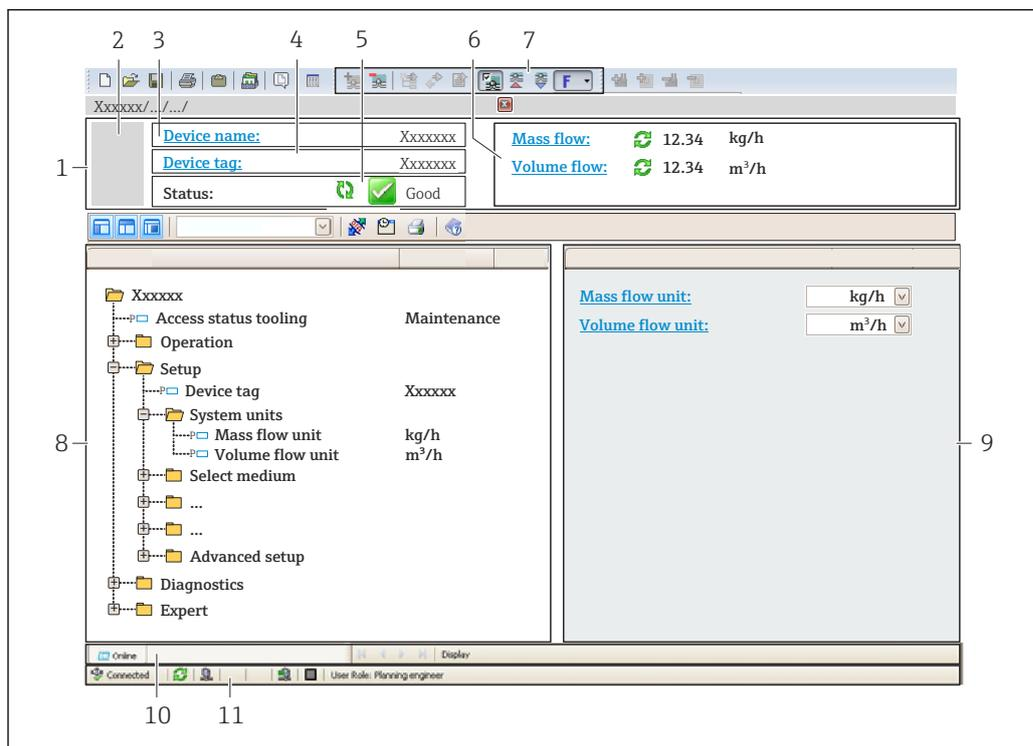 2 3 4 5 6 7
F
Xxxxxx/.../.../
1
Device name: Xxxxxxx
Device tag: Xxxxxxx
Status: Good
Mass flow: 12.34 kg/h
Volume flow: 12.34 m³/h
Xxxxxx
P Access status tooling Maintenance
Operation
Setup
P Device tag Xxxxxx
System units
P Mass flow unit kg/h
P Volume flow unit m³/h
Select medium
...
...
Advanced setup
Diagnostics
Expert
8
Mass flow unit: kg/h
Volume flow unit: m³/h
9
Online Display
Connected User Role: Planning engineer
10 11